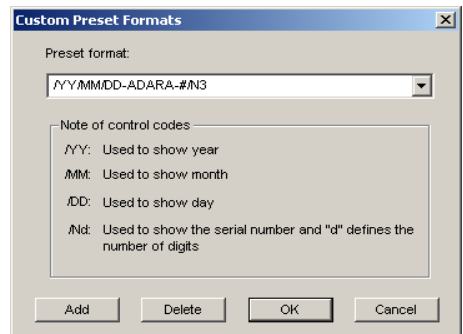 Custom Preset Formats
Preset format:
/YY/MM/DD-ADARA-#/N3
Note of control codes
/YY: Used to show year
/MM: Used to show month
/DD: Used to show day
/Nd: Used to show the serial number and "d" defines the
number of digits
Add Delete OK Cancel